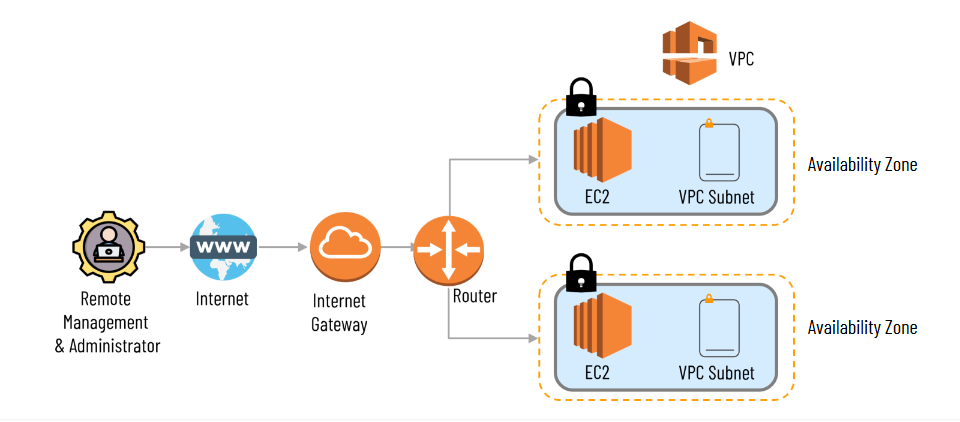 VPC
EC2
VPC Subnet
Availability Zone
WWW
Remote
Management
& Administrator
Internet
Internet
Gateway
Router
EC2
VPC Subnet
Availability Zone